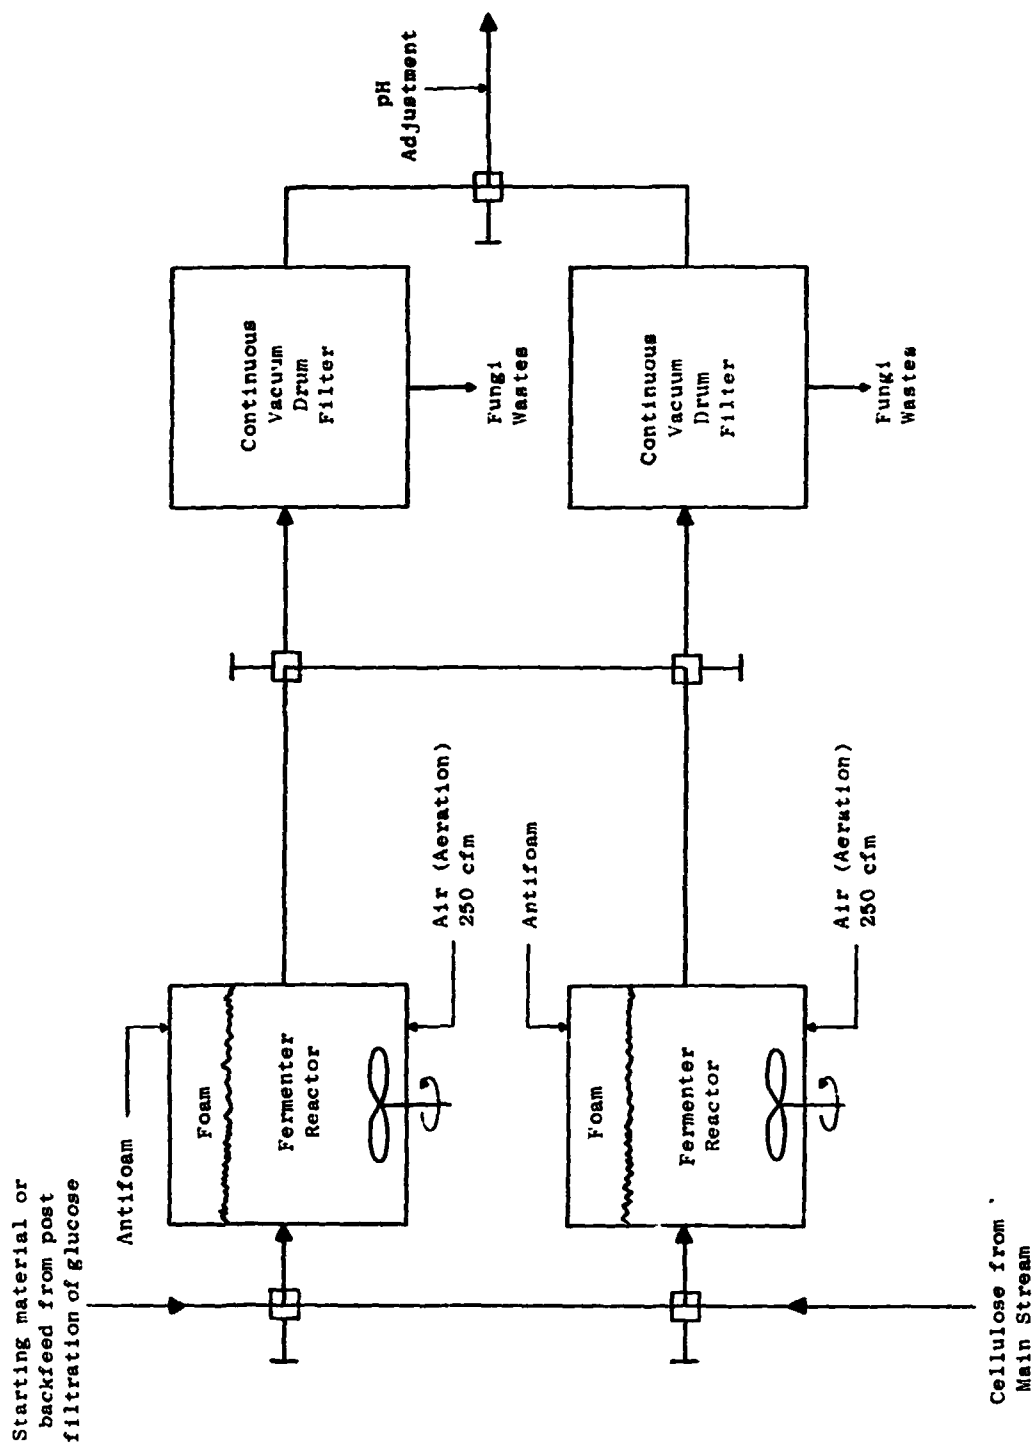 Starting material or
backfeed from post
filtration of glucose
Antifoam
Foam
Fermenter
Reactor
Air (Aeration)
250 cfm
Continuous
Vacuum
Drum
Filter
Fungi
Wastes
pH
Adjustment
Antifoam
Foam
Fermenter
Reactor
Air (Aeration)
250 cfm
Continuous
Vacuum
Drum
Filter
Fungi
Wastes
Cellulose from
Main Stream